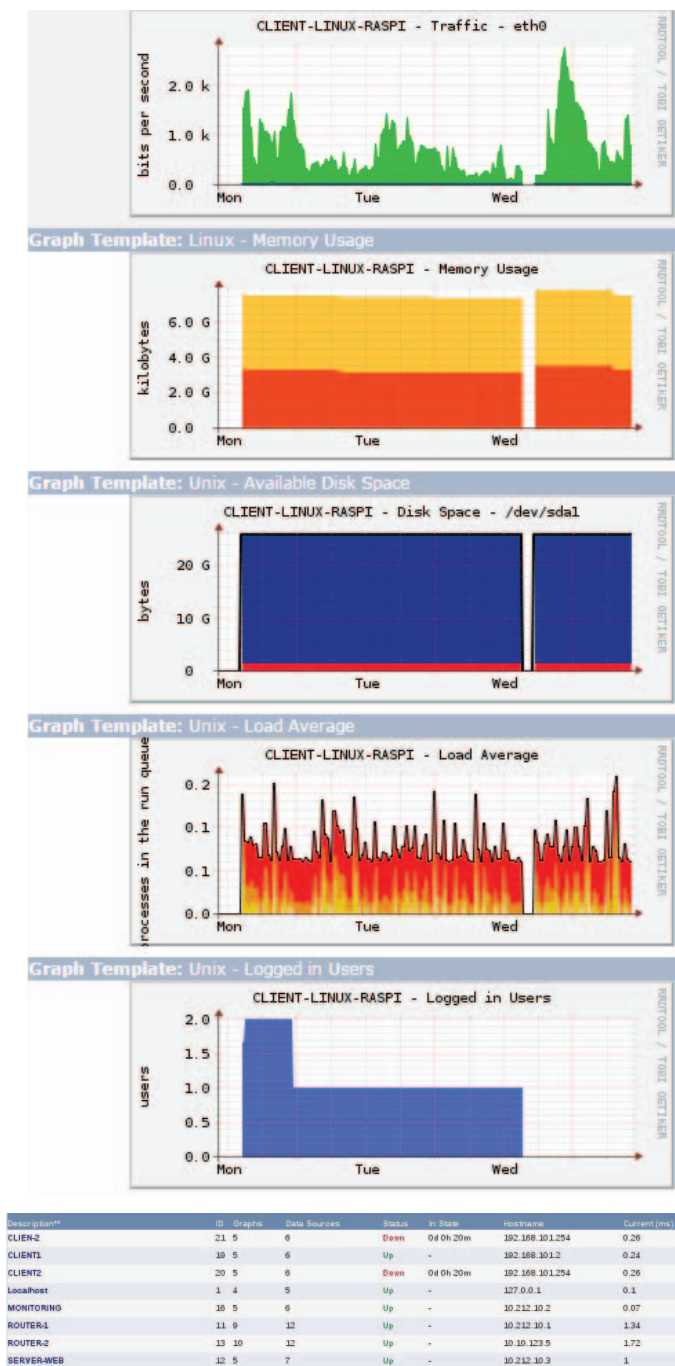 CLIENT-LINUX-RASPI - Traffic - eth0
RRDTOOL / TOBI OETIKER
bits per second
2.0 k
1.0 k
0.0
Mon Tue Wed
Graph Template: Linux - Memory Usage
CLIENT-LINUX-RASPI - Memory Usage
RRDTOOL / TOBI OETIKER
kilobytes
6.0 G
4.0 G
2.0 G
0.0
Mon Tue Wed
Graph Template: Unix - Available Disk Space
CLIENT-LINUX-RASPI - Disk Space - /dev/sda1
RRDTOOL / TOBI OETIKER
bytes
20 G
10 G
0
Mon Tue Wed
Graph Template: Unix - Load Average
CLIENT-LINUX-RASPI - Load Average
RRDTOOL / TOBI OETIKER
processes in the run queue
0.2
0.1
0.1
0.0
Mon Tue Wed
Graph Template: Unix - Logged in Users
CLIENT-LINUX-RASPI - Logged in Users
RRDTOOL / TOBI OETIKER
users
2.0
1.5
1.0
0.5
0.0
Mon Tue Wed
Description** ID Graphs Data Sources Status In State Hostname Current (ms)
CLIEN-2 21 5 6 Down 0d 0h 20m 192.168.101.254 0.26
CLIENT1 19 5 6 Up - 192.168.101.2 0.24
CLIENT2 20 5 6 Down 0d 0h 20m 192.168.101.254 0.26
Localhost 1 4 5 Up - 127.0.0.1 0.1
MONITORING 16 5 6 Up - 10.212.10.2 0.07
ROUTER-1 11 9 12 Up - 10.212.10.1 1.34
ROUTER-2 13 10 12 Up - 10.10.123.5 1.72
SERVER-WEB 12 5 7 Up - 10.212.10.3 1